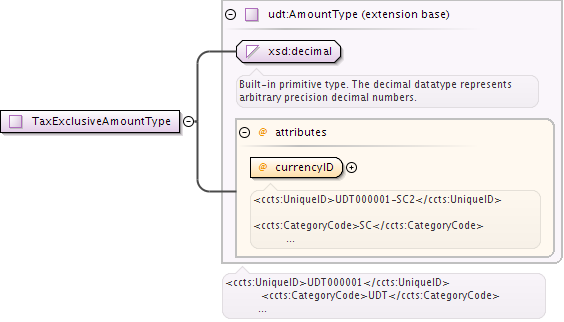 udt:AmountType (extension base)
xsd:decimal
Built-in primitive type. The decimal datatype represents
arbitrary precision decimal numbers.
TaxExclusiveAmountType
@ attributes
@ currencyID
<ccts:UniqueID>UDT000001-SC2</ccts:UniqueID>
<ccts:CategoryCode>SC</ccts:CategoryCode>
...
<ccts:UniqueID>UDT000001</ccts:UniqueID>
<ccts:CategoryCode>UDT</ccts:CategoryCode>
...